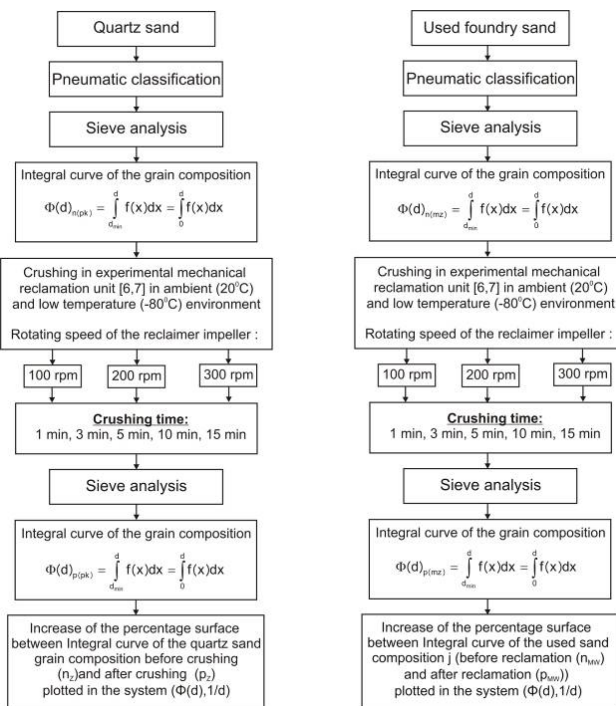 Quartz sand
Pneumatic classification
Sieve analysis
Integral curve of the grain composition
Φ(d)n(pk) = ∫ d dmin f(x)dx = ∫ d 0 f(x)dx
Crushing in experimental mechanical
reclamation unit [6,7] in ambient (20°C)
and low temperature (-80°C) environment
Rotating speed of the reclaimer impeller :
100 rpm
200 rpm
300 rpm
Crushing time:
1 min, 3 min, 5 min, 10 min, 15 min
Sieve analysis
Integral curve of the grain composition
Φ(d)p(pk) = ∫ d dmin f(x)dx = ∫ d 0 f(x)dx
Increase of the percentage surface
between Integral curve of the quartz sand
grain composition before crushing
(nz)and after crushing (pz)
plotted in the system (Φ(d),1/d)
Used foundry sand
Pneumatic classification
Sieve analysis
Integral curve of the grain composition
Φ(d)n(mz) = ∫ d dmin f(x)dx = ∫ d 0 f(x)dx
Crushing in experimental mechanical
reclamation unit [6,7] in ambient (20°C)
and low temperature (-80°C) environment
Rotating speed of the reclaimer impeller :
100 rpm
200 rpm
300 rpm
Crushing time:
1 min, 3 min, 5 min, 10 min, 15 min
Sieve analysis
Integral curve of the grain composition
Φ(d)p(mz) = ∫ d dmin f(x)dx = ∫ d 0 f(x)dx
Increase of the percentage surface
between Integral curve of the used sand
composition j (before reclamation (nMW)
and after reclamation (pMW))
plotted in the system (Φ(d),1/d)